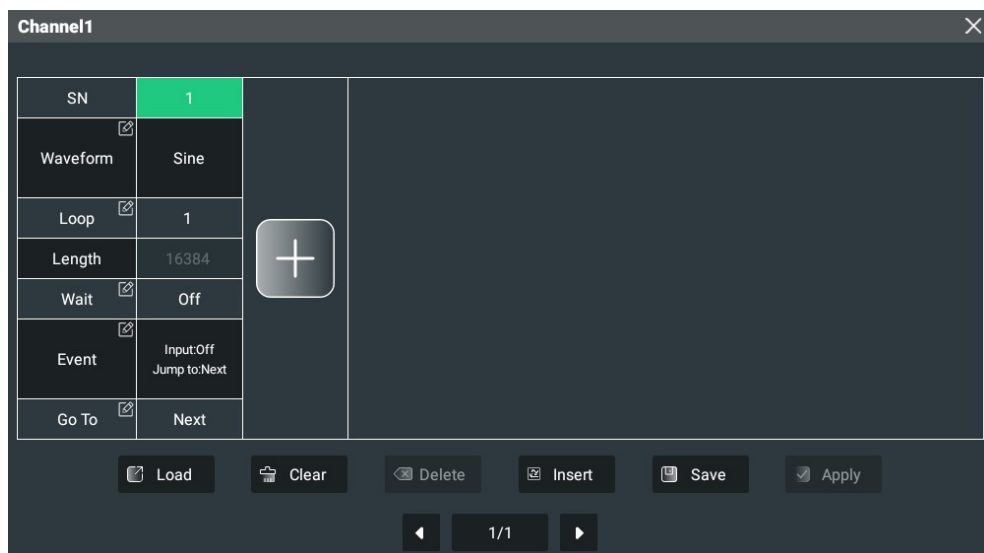 Channel1
SN 1
Waveform Sine
Loop 1
Length 16384
Wait Off
Event Input:Off
Jump to:Next
Go To Next
Load Clear Delete Insert Save Apply
1/1